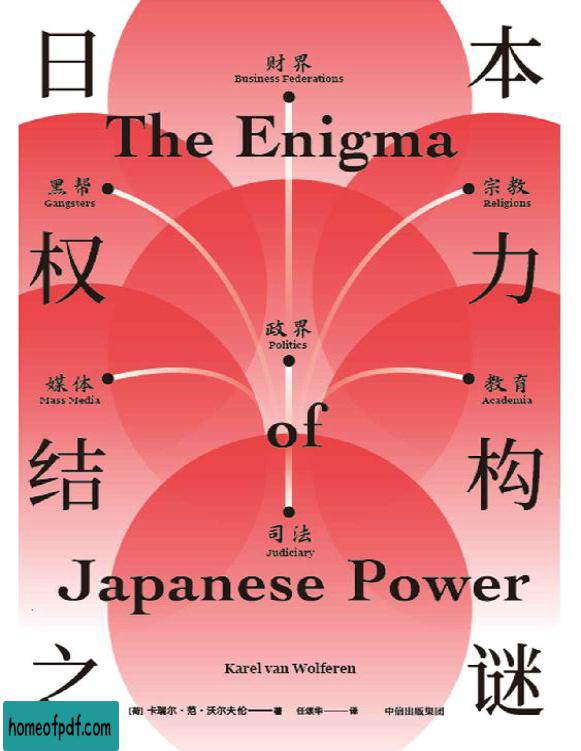 日本
财界
Business Federations
The Enigma
黑帮
Gangsters
宗教
Religions
权力
政界
Politics
媒体
Mass Media
教育
Academia
of
结构
司法
Judiciary
Japanese Power
之谜
Karel van Wolferen
[荷] 卡瑞尔·范·沃尔夫伦——著 任颂华——译 中信出版集团
homeofpdf.com